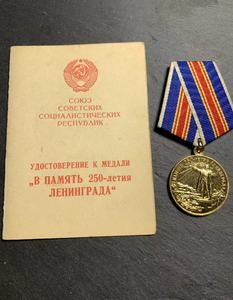 СОЮЗ
СОВЕТСКИХ
СОЦИАЛИСТИЧЕСКИХ
РЕСПУБЛИК
УДОСТОВЕРЕНИЕ К МЕДАЛИ
„В ПАМЯТЬ 250-летия
ЛЕНИНГРАДА“